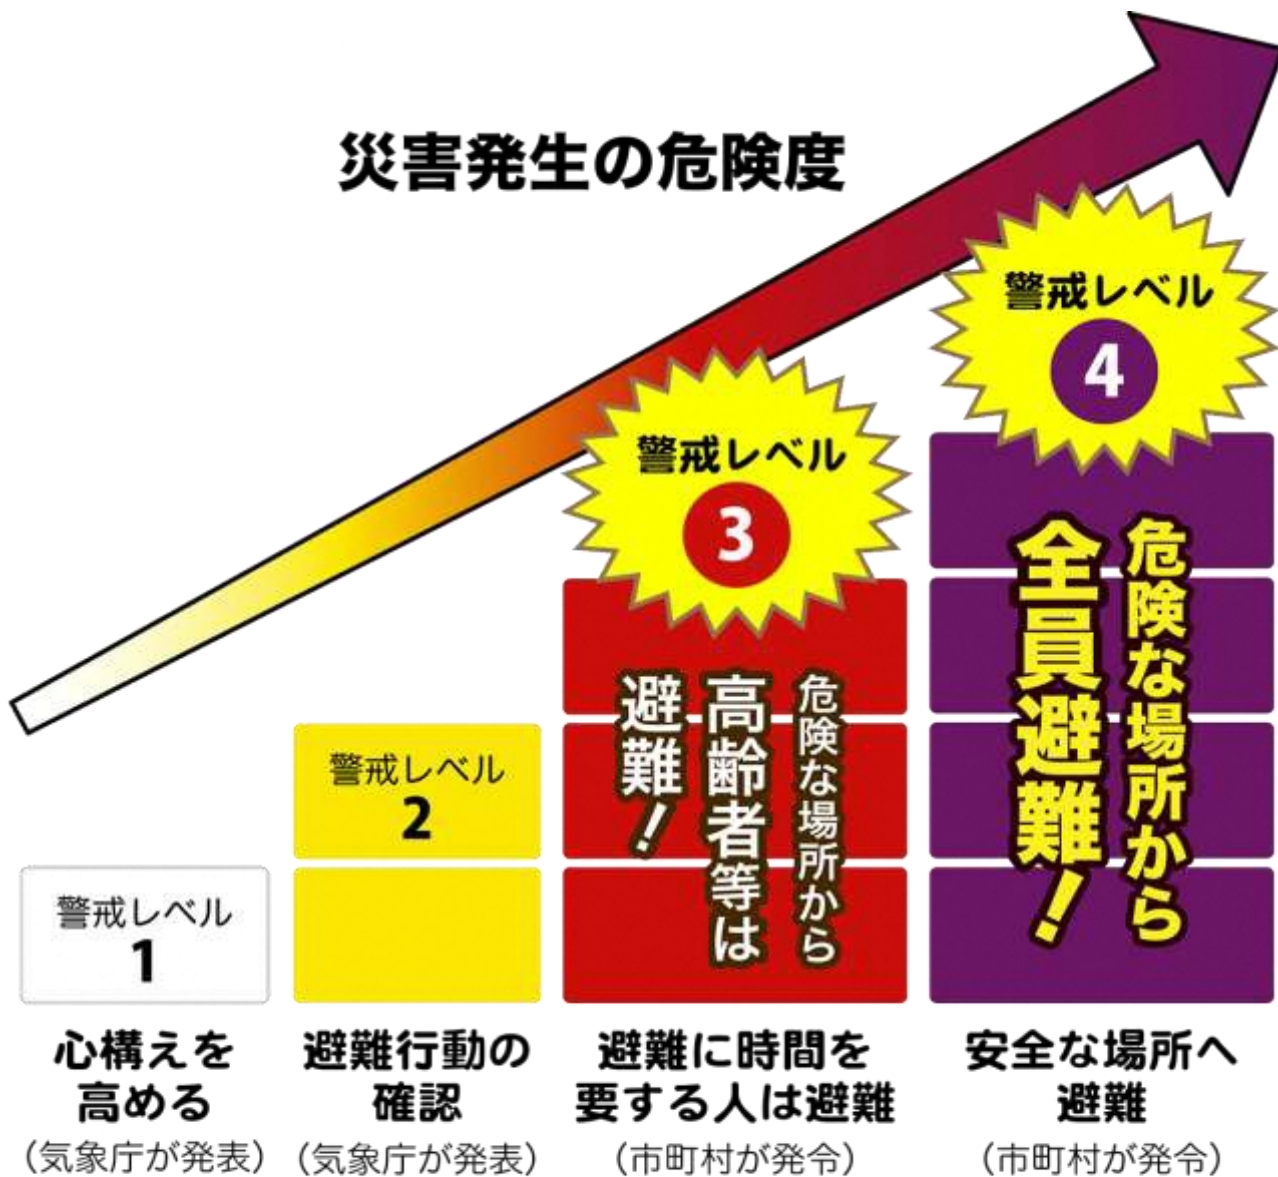 災害発生の危険度
警戒レベル
1
心構えを
高める
(気象庁が発表)
警戒レベル
2
避難行動の
確認
(気象庁が発表)
警戒レベル
3
危険な場所から
高齢者等は
避難！
避難に時間を
要する人は避難
(市町村が発令)
警戒レベル
4
危険な場所から
全員避難！
安全な場所へ
避難
(市町村が発令)